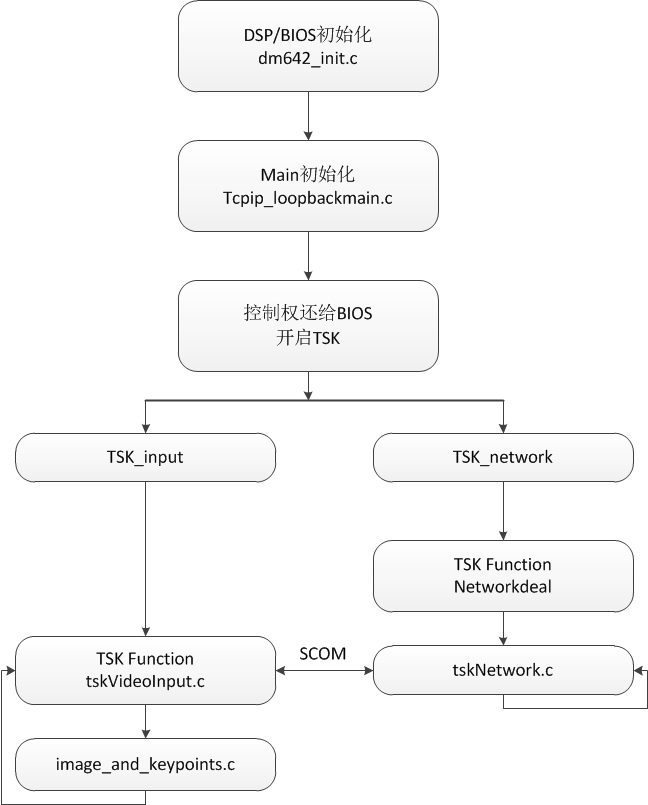 DSP/BIOS初始化
dm642_init.c
Main初始化
Tcpip_loopbackmain.c
控制权还给BIOS
开启TSK
TSK_input
TSK_network
TSK Function
Networkdeal
TSK Function
tskVideoInput.c
SCOM
tskNetwork.c
image_and_keypoints.c